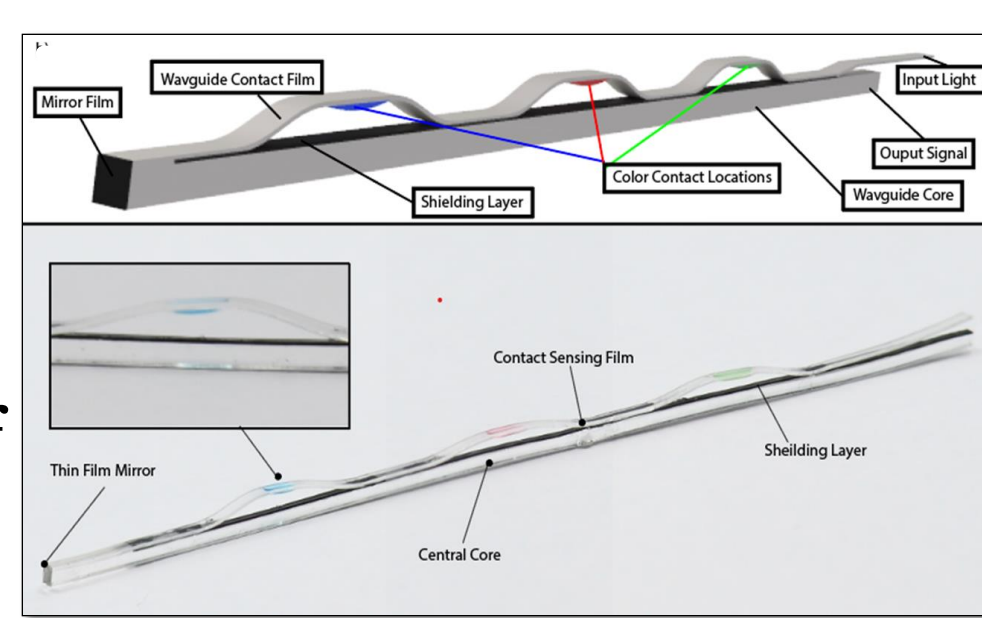 Wavguide Contact Film
Mirror Film
Input Light
Ouput Signal
Color Contact Locations
Wavguide Core
Shielding Layer
Contact Sensing Film
Sheilding Layer
Thin Film Mirror
Central Core